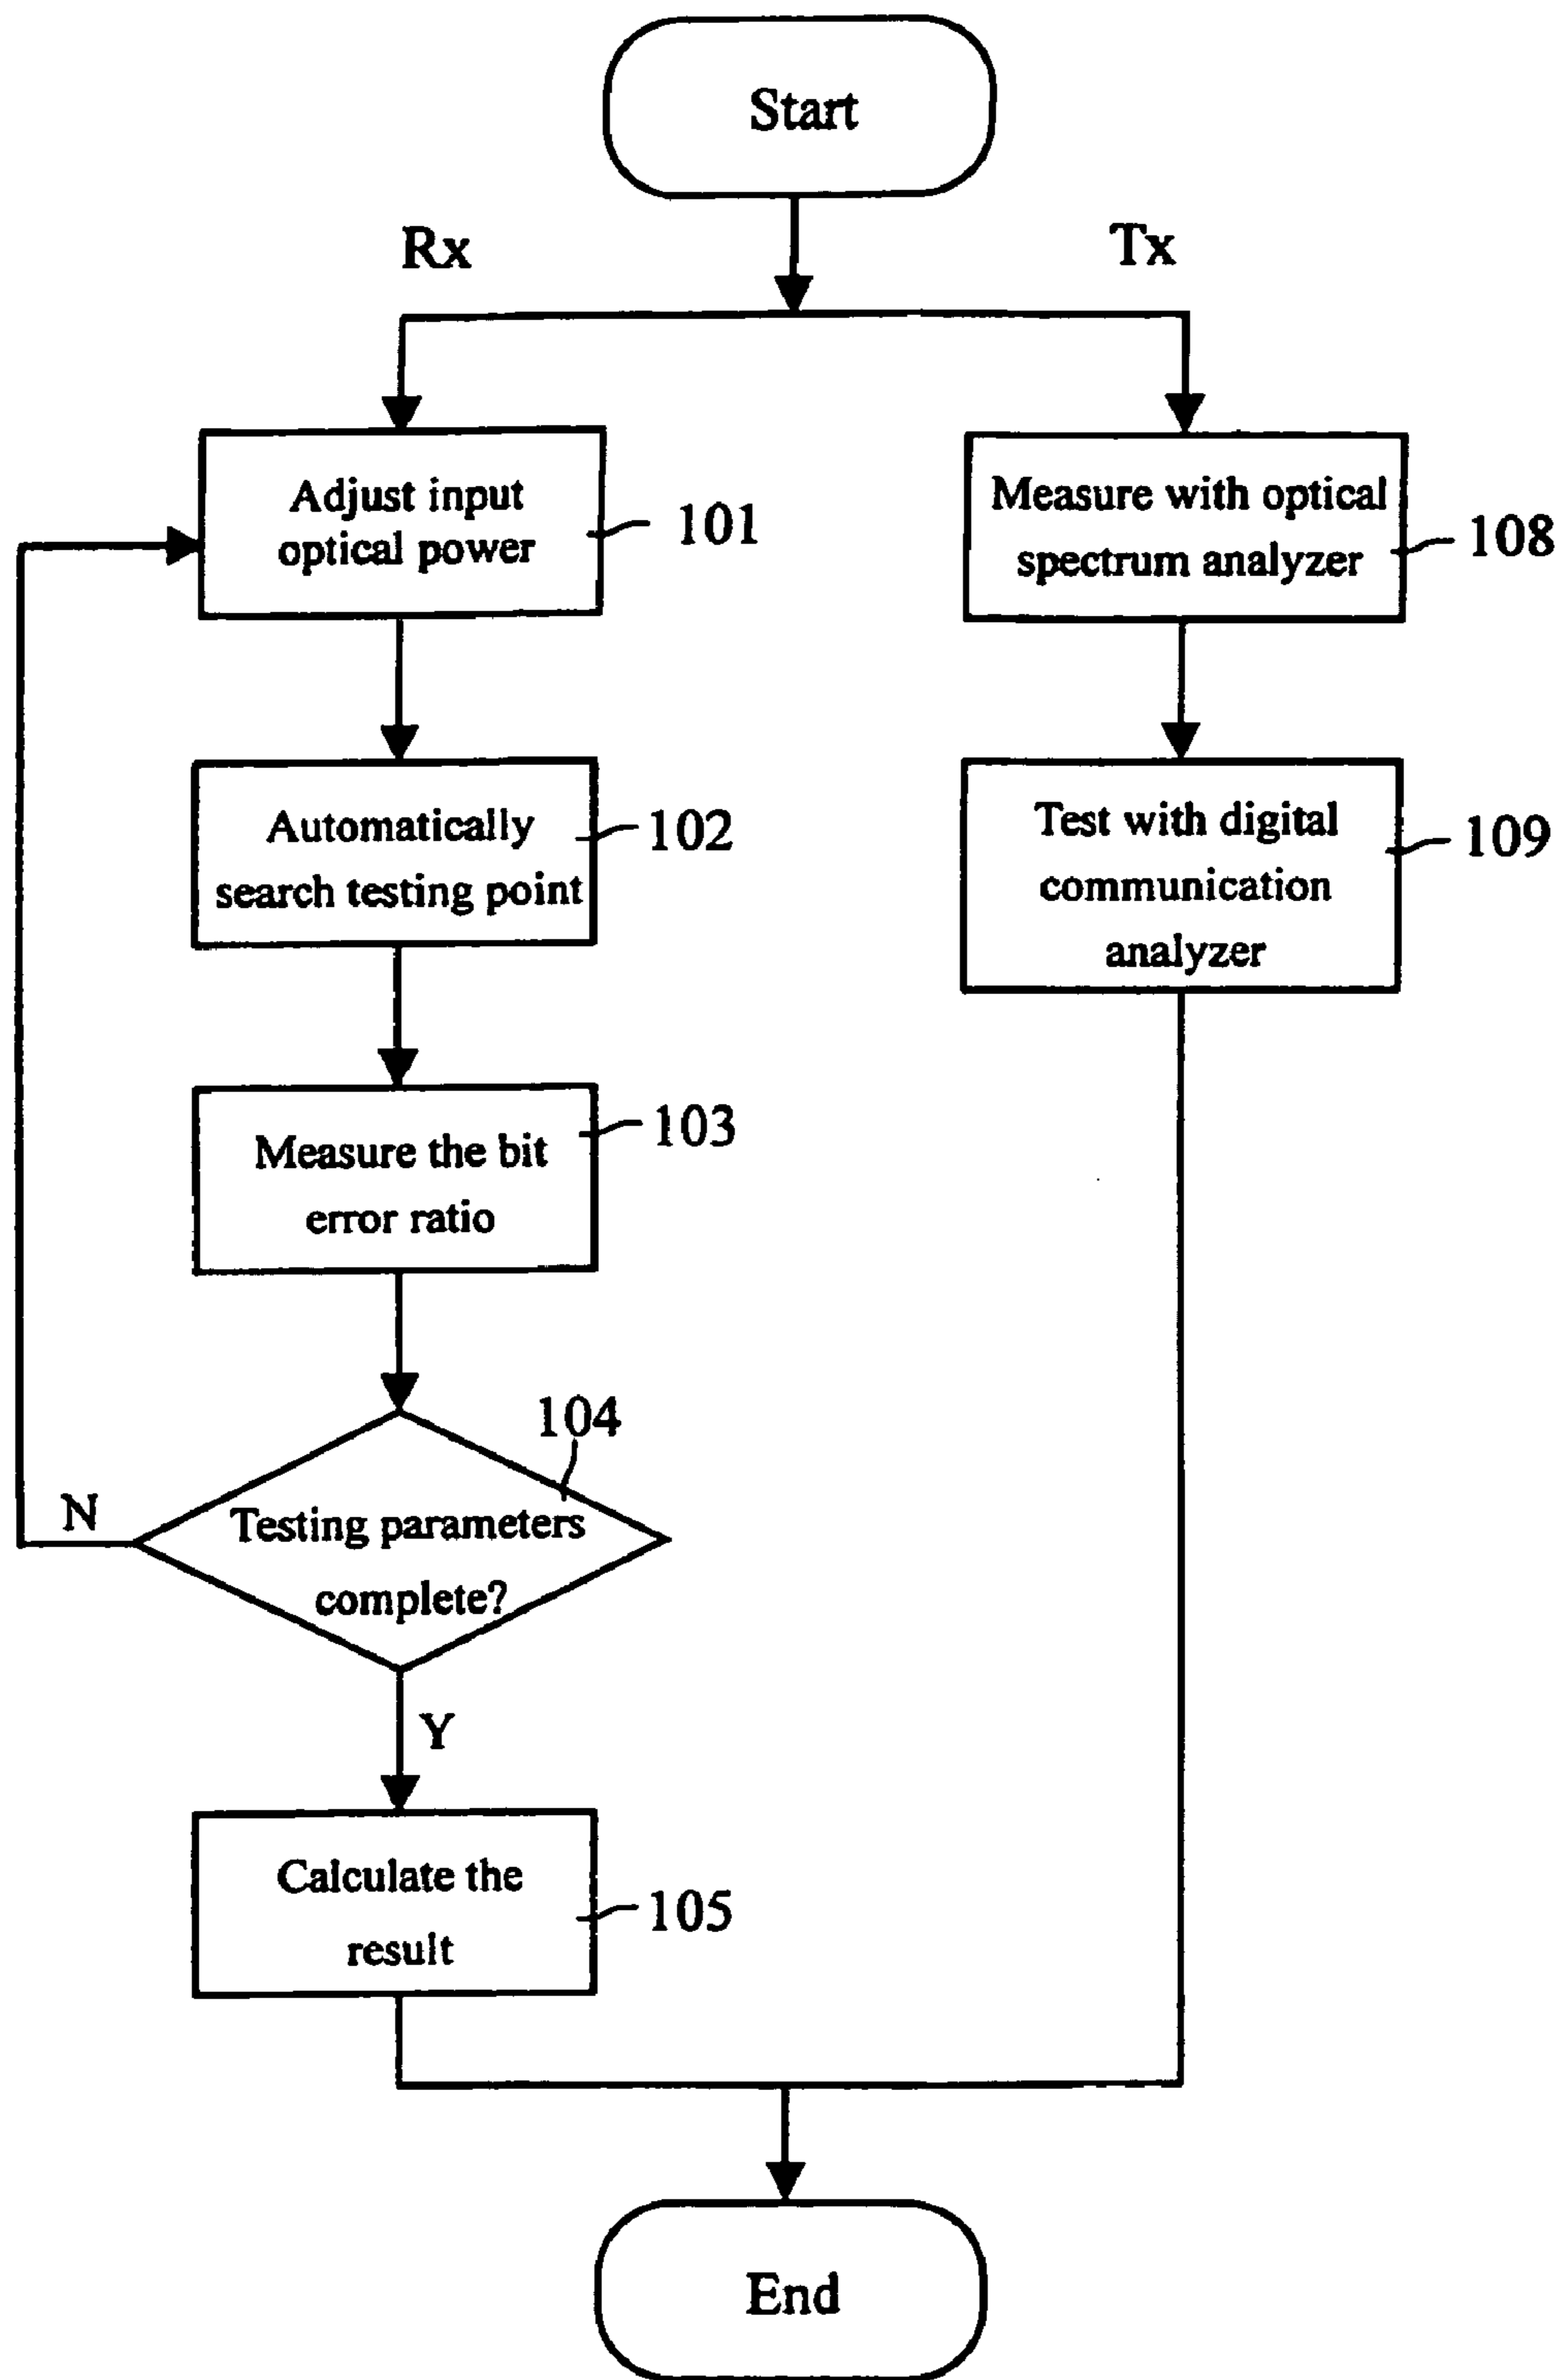 Start
Rx
Tx
Adjust input
optical power
101
Measure with optical
spectrum analyzer
108
Automatically
search testing point
102
Test with digital
communication
analyzer
109
Measure the bit
error ratio
103
104
Testing parameters
complete?
N
Y
Calculate the
result
105
End